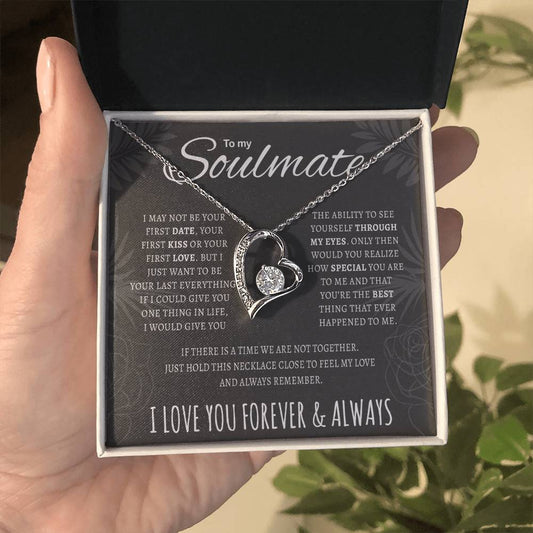 To my
Soulmate
I MAY NOT BE YOUR
FIRST DATE, YOUR
FIRST KISS OR YOUR
FIRST LOVE. BUT I
JUST WANT TO BE
YOUR LAST EVERYTHING
IF I COULD GIVE YOU
ONE THING IN LIFE,
I WOULD GIVE YOU
THE ABILITY TO SEE
YOURSELF THROUGH
MY EYES. ONLY THEN
WOULD YOU REALIZE
HOW SPECIAL YOU ARE
TO ME AND THAT
YOU'RE THE BEST
THING THAT EVER
HAPPENED TO ME.
IF THERE IS A TIME WE ARE NOT TOGETHER.
JUST HOLD THIS NECKLACE CLOSE TO FEEL MY LOVE
AND ALWAYS REMEMBER.
I LOVE YOU FOREVER & ALWAYS